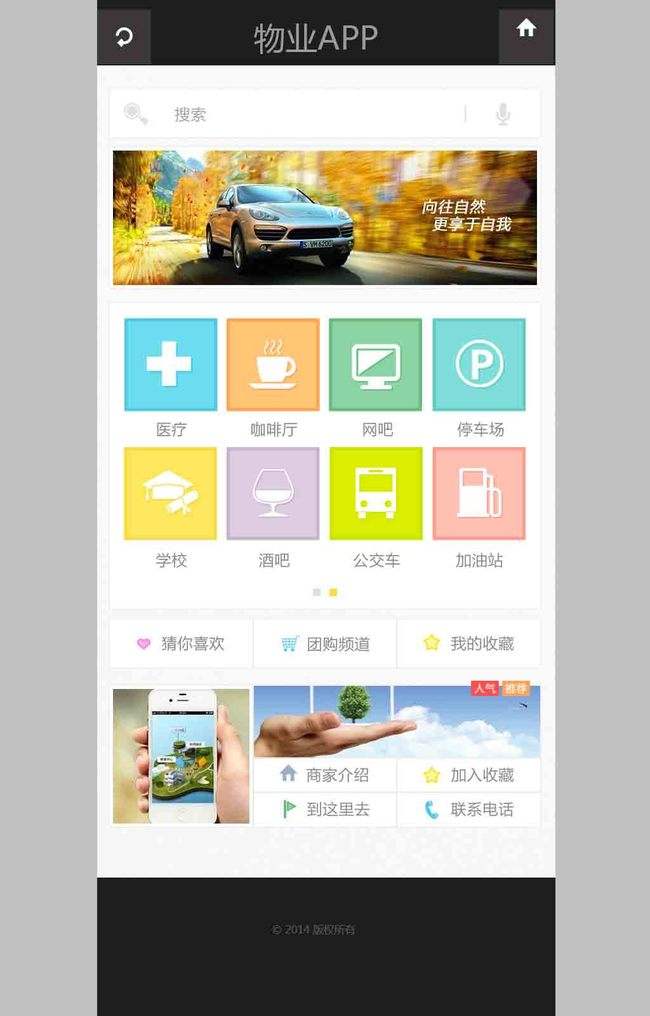 物业APP
搜索
向往自然
更享于自我
医疗 咖啡厅 网吧 停车场
P
学校 酒吧 公交车 加油站
猜你喜欢 团购频道 我的收藏
人气 推荐
商家介绍 加入收藏
到这里去 联系电话
© 2014 版权所有